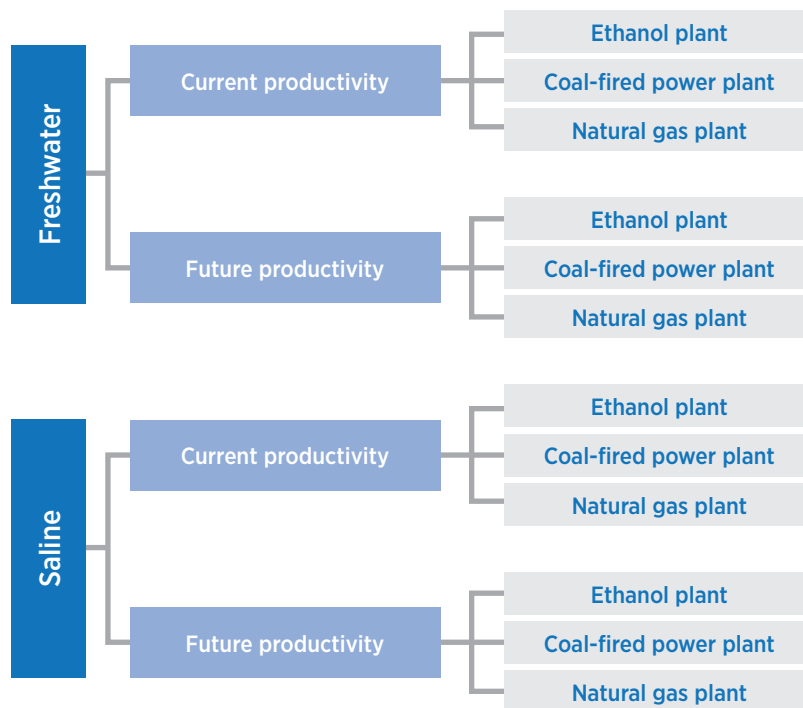 Freshwater
Current productivity
Ethanol plant
Coal-fired power plant
Natural gas plant
Future productivity
Ethanol plant
Coal-fired power plant
Natural gas plant
Saline
Current productivity
Ethanol plant
Coal-fired power plant
Natural gas plant
Future productivity
Ethanol plant
Coal-fired power plant
Natural gas plant